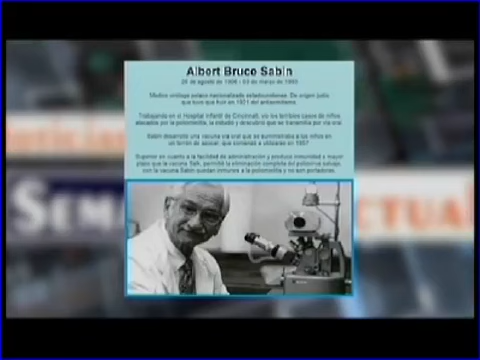 Albert Bruce Sabin
26 de agosto de 1906 - 03 de marzo de 1993
Médico virólogo polaco nacionalizado estadounidense. De origen judío
que tuvo que huir en 1921 del antisemitismo.
Trabajando en el Hospital Infantil de Cincinnati, vio los terribles casos de niños
atacados por la poliomielitis, la estudió y descubrió que se transmitía por vía oral.
Sabin desarrolló una vacuna vía oral que se suministraba a los niños en
un terrón de azúcar, que comenzó a utilizarse en 1957
Superior en cuanto a la facilidad de administración y produce inmunidad a mayor
plazo que la vacuna Salk, permitió la eliminación completa del poliovirus salvaje,
con la vacuna Sabin quedan inmunes a la poliomielitis y no son portadores.
SEMA
CTUAL